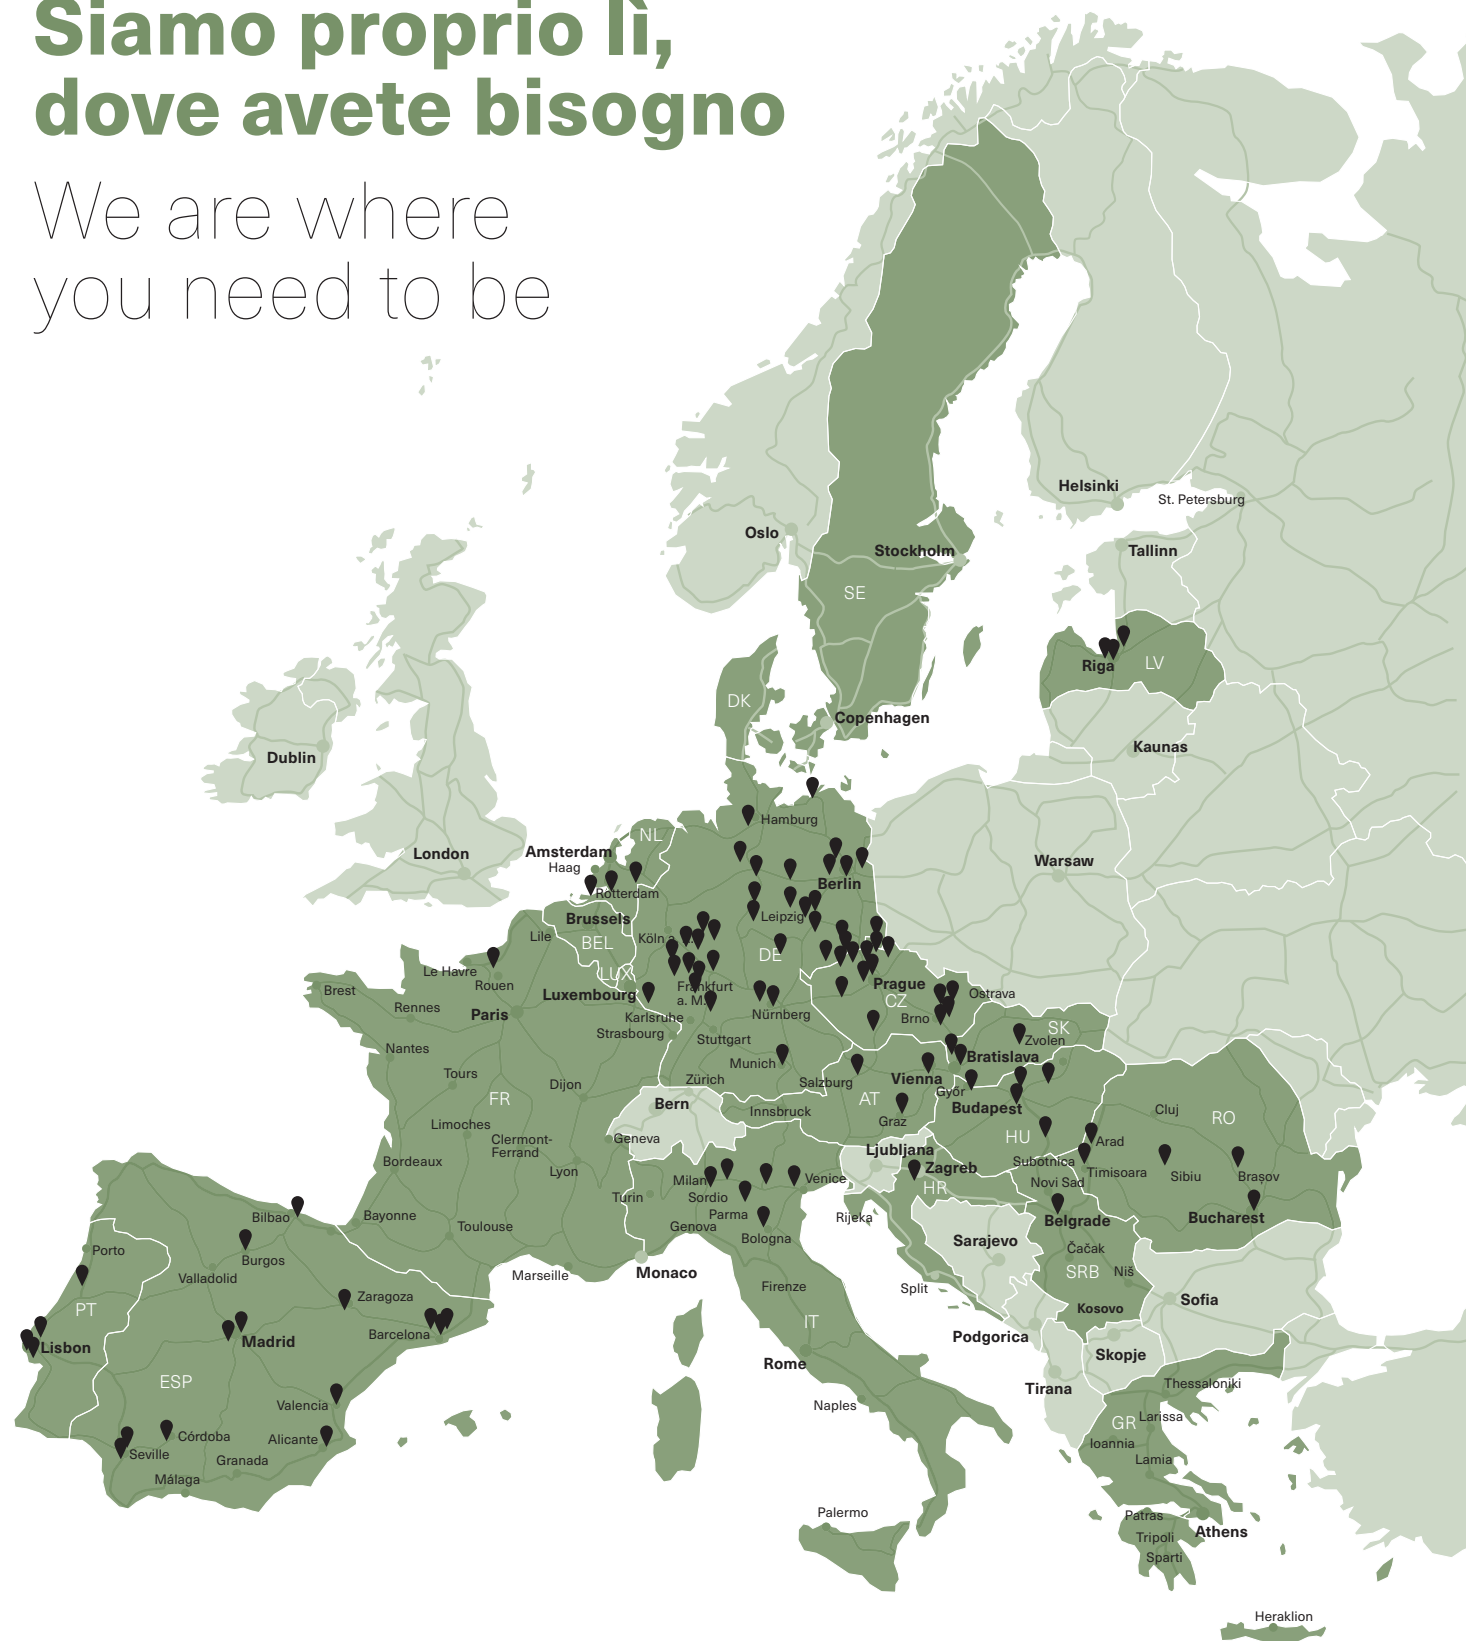 Siamo proprio lì,
dove avete bisogno
We are where
you need to be
Helsinki
St. Petersburg
Oslo
Stockholm
Tallinn
SE
Riga
LV
DK
Copenhagen
Kaunas
Dublin
Hamburg
NL
London
Amsterdam
Haag
Warsaw
Berlin
Rotterdam
Brussels
Leipzig
Lile
BEL
Köln a.
DE
Le Havre
LUX
Rouen
Prague
Brest
Luxembourg
Frankfurt
a. M.
Ostrava
CZ
Rennes
Paris
Karlsruhe
Nürnberg
Brno
SK
Strasbourg
Stuttgart
Zvolen
Nantes
Munich
Bratislava
Tours
Dijon
Zürich
Salzburg
Vienna
Győr
FR
Bern
Innsbruck
AT
Budapest
Cluj
RO
Limoches
Graz
Clermont-
Ferrand
Geneva
HU
Arad
Ljubljana
Bordeaux
Lyon
Zagreb
Subotnica
Timisoara
Milan
Venice
Sibiu
Brașov
Turin
Sordio
HR
Novi Sad
Bilbao
Bayonne
Parma
Rijeka
Belgrade
Bucharest
Toulouse
Genova
Bologna
Porto
Burgos
Sarajevo
Čačak
Valladolid
Marseille
Monaco
SRB
Niš
Firenze
Split
Zaragoza
Sofia
PT
Kosovo
IT
Barcelona
Podgorica
Lisbon
Madrid
Skopje
Rome
ESP
Tirana
Thessaloniki
Valencia
Naples
GR
Larissa
Córdoba
Alicante
Ioannia
Seville
Granada
Lamia
Málaga
Palermo
Patras
Athens
Tripoli
Sparti
Heraklion